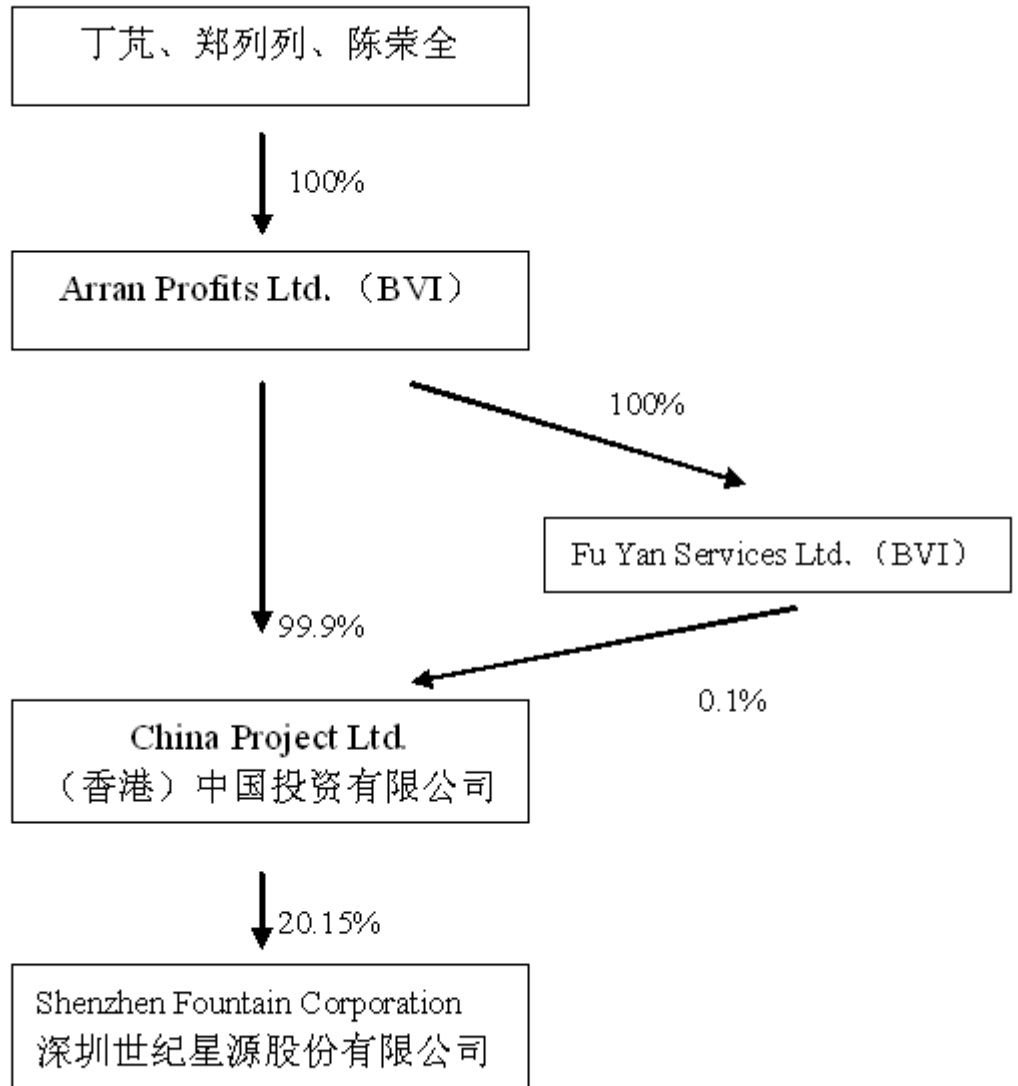 丁芃、郑列列、陈荣全
100%
Arran Profits Ltd.（BVI）
100%
Fu Yan Services Ltd.（BVI）
99.9%
0.1%
China Project Ltd.
（香港）中国投资有限公司
20.15%
Shenzhen Fountain Corporation
深圳世纪星源股份有限公司